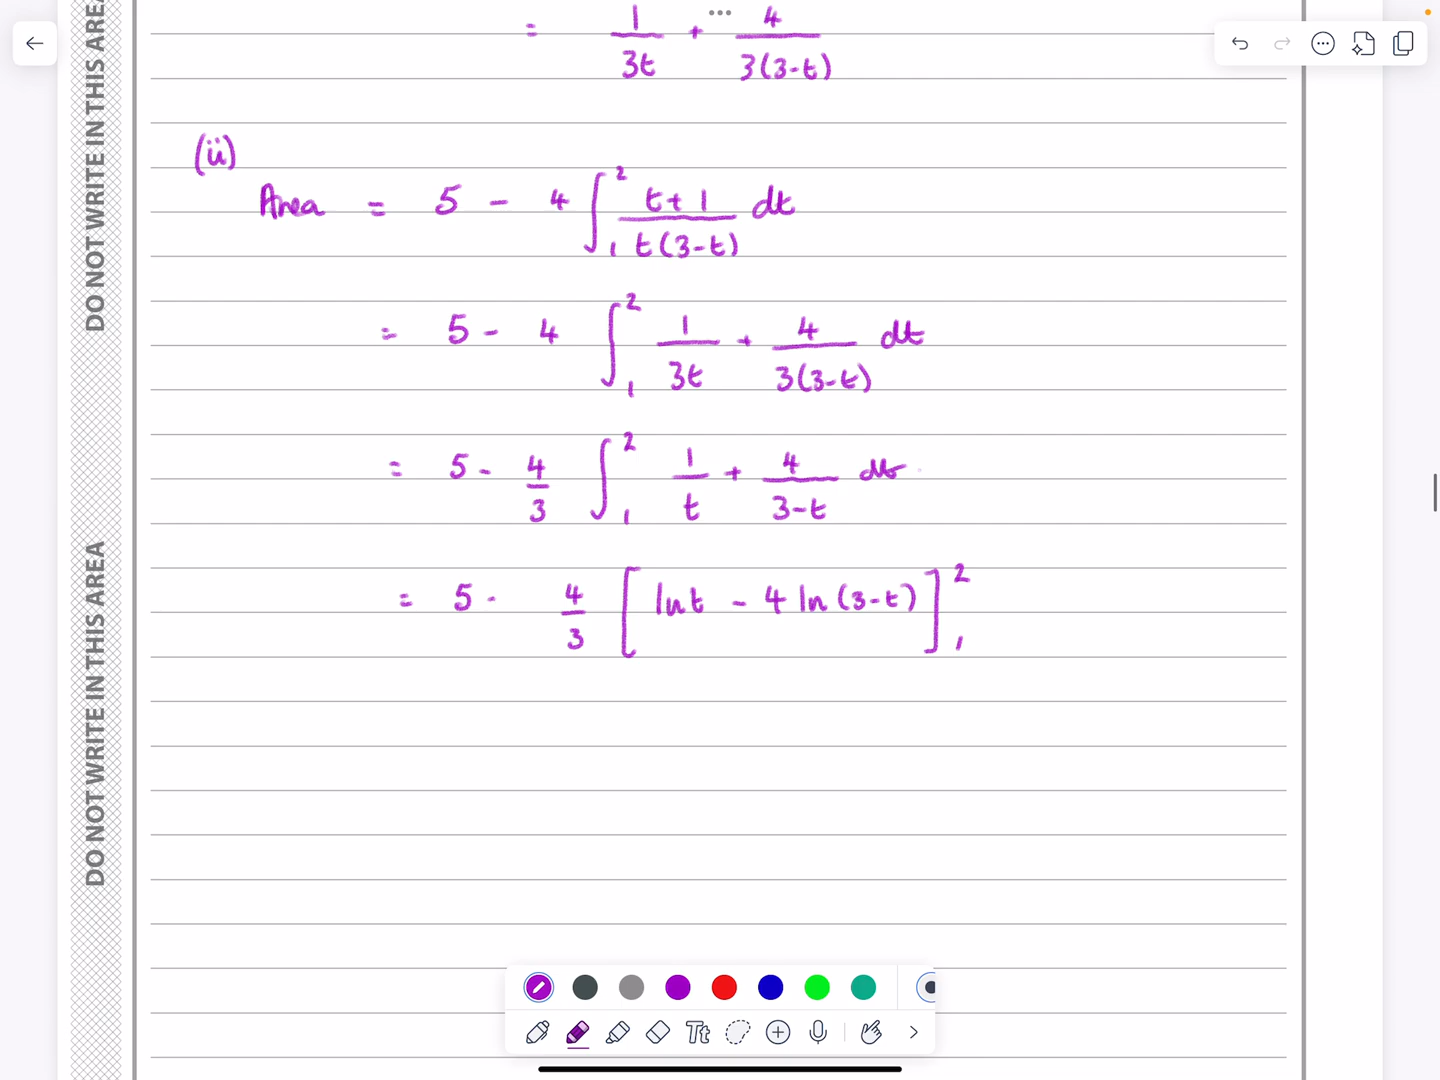 = 1/(3t) + 4/(3(3-t))
DO NOT WRITE IN THIS AREA
(ii)
Area = 5 - 4 ∫₁² (t+1)/(t(3-t)) dt
= 5 - 4 ∫₁² 1/(3t) + 4/(3(3-t)) dt
= 5 - 4/3 ∫₁² 1/t + 4/(3-t) dt
= 5 - 4/3 [ln t - 4 ln(3-t)]₁²
DO NOT WRITE IN THIS AREA
Tt